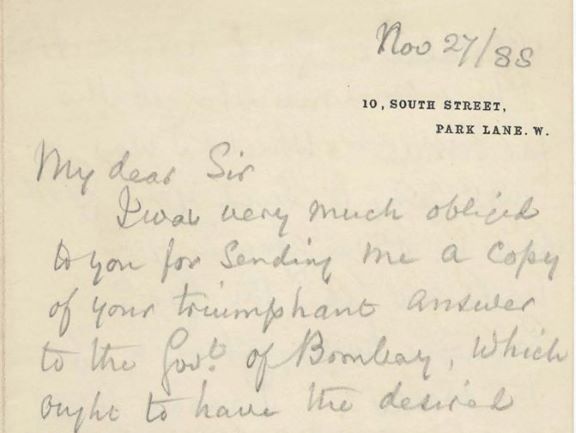 Nov 27/88
10, SOUTH STREET,
PARK LANE. W.
My dear Sir
I was very much obliged
to you for sending me a copy
of your triumphant answer
to the Govt. of Bombay, which
ought to have the desired